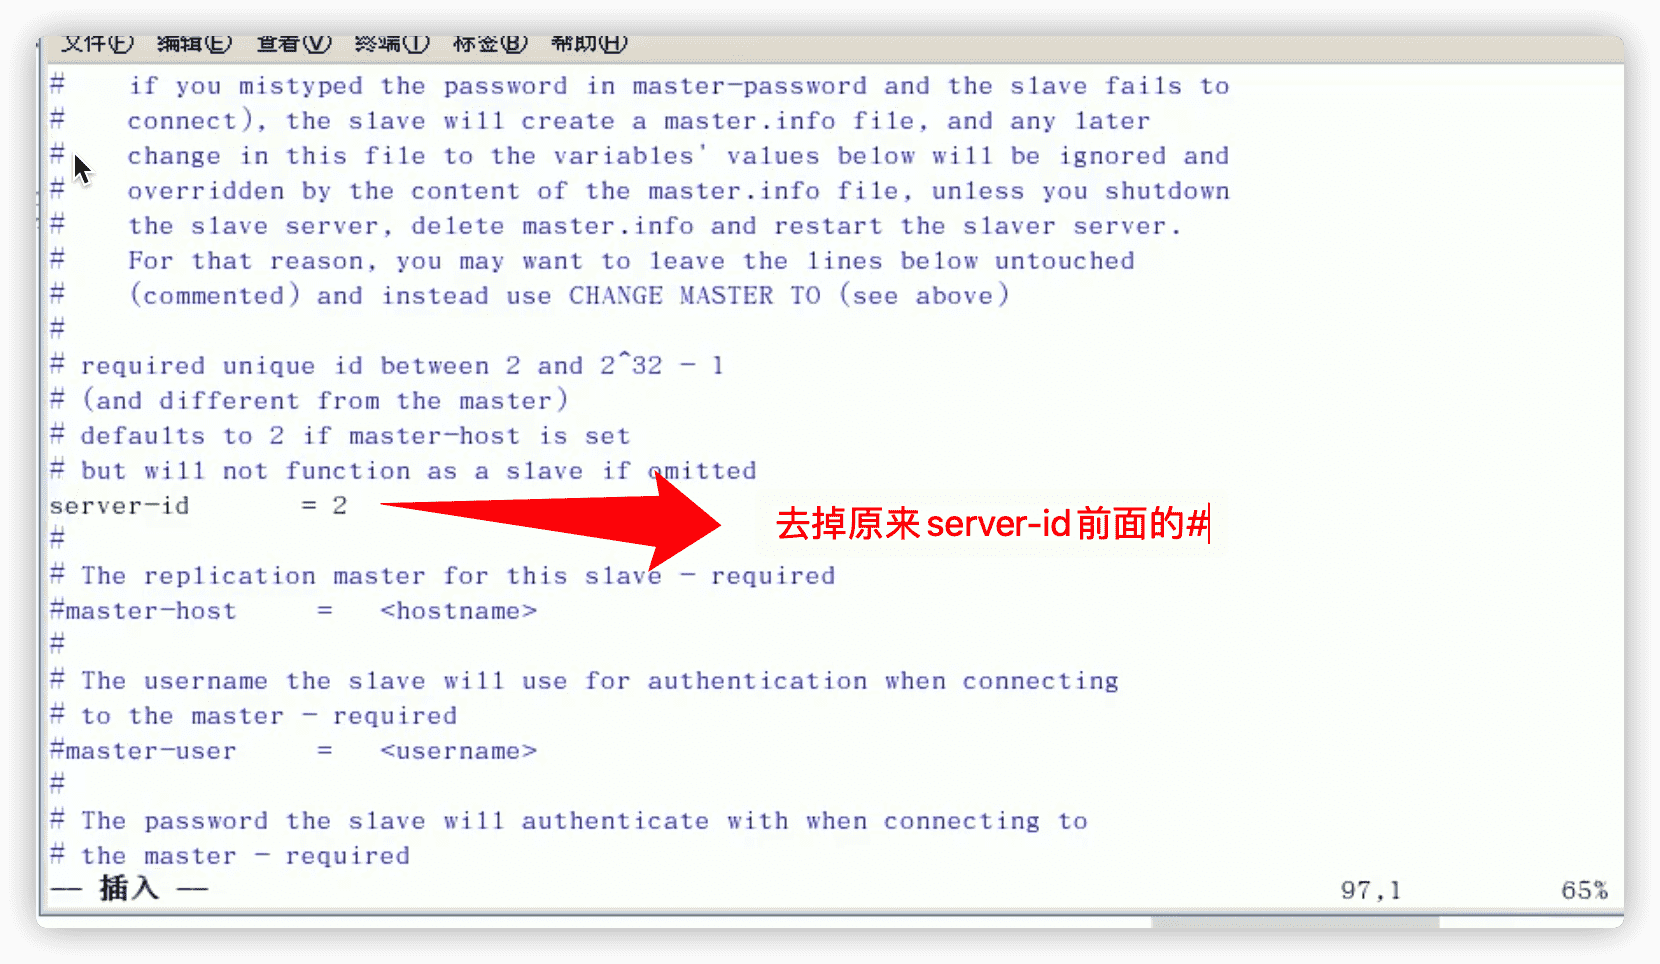 文件(F) 编辑(E) 查看(V) 终端(T) 标签(B) 帮助(H)
#    if you mistyped the password in master-password and the slave fails to
#    connect), the slave will create a master.info file, and any later
#    change in this file to the variables' values below will be ignored and
#    overridden by the content of the master.info file, unless you shutdown
#    the slave server, delete master.info and restart the slaver server.
#    For that reason, you may want to leave the lines below untouched
#    (commented) and instead use CHANGE MASTER TO (see above)
#
# required unique id between 2 and 2^32 - 1
# (and different from the master)
# defaults to 2 if master-host is set
# but will not function as a slave if omitted
server-id       = 2
去掉原来server-id前面的#
#
# The replication master for this slave - required
#master-host     =   <hostname>
#
# The username the slave will use for authentication when connecting
# to the master - required
#master-user     =   <username>
#
# The password the slave will authenticate with when connecting to
# the master - required
-- 插入 --                97,1          65%